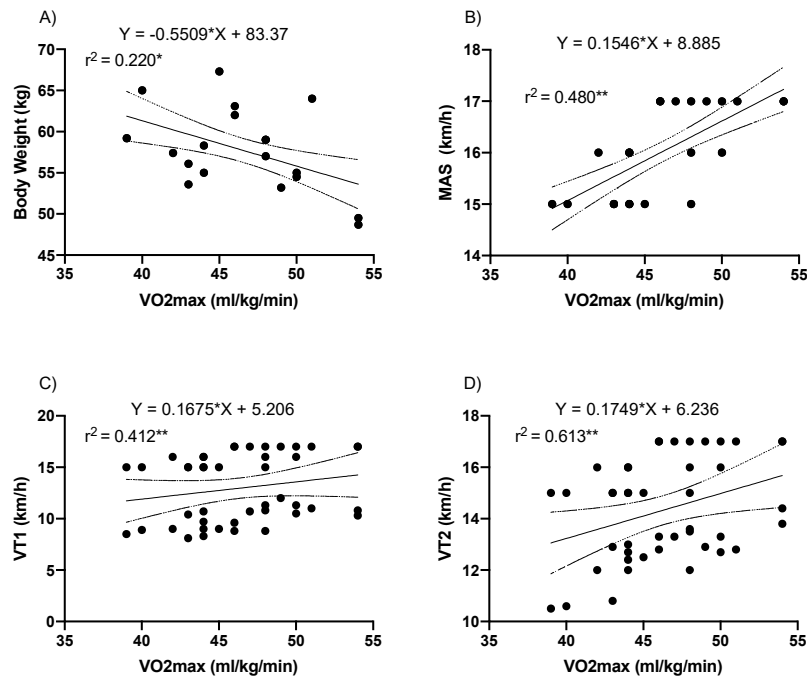 A)
Y = -0.5509*X + 83.37
r² = 0.220*
70
65
60
55
50
45
35
40
45
50
55
Body Weight (kg)
VO2max (ml/kg/min)
B)
Y = 0.1546*X + 8.885
r² = 0.480**
18
17
16
15
14
35
40
45
50
55
MAS (km/h)
VO2max (ml/kg/min)
C)
Y = 0.1675*X + 5.206
r² = 0.412**
20
15
10
5
0
35
40
45
50
55
VT1 (km/h)
VO2max (ml/kg/min)
D)
Y = 0.1749*X + 6.236
r² = 0.613**
18
16
14
12
10
35
40
45
50
55
VT2 (km/h)
VO2max (ml/kg/min)